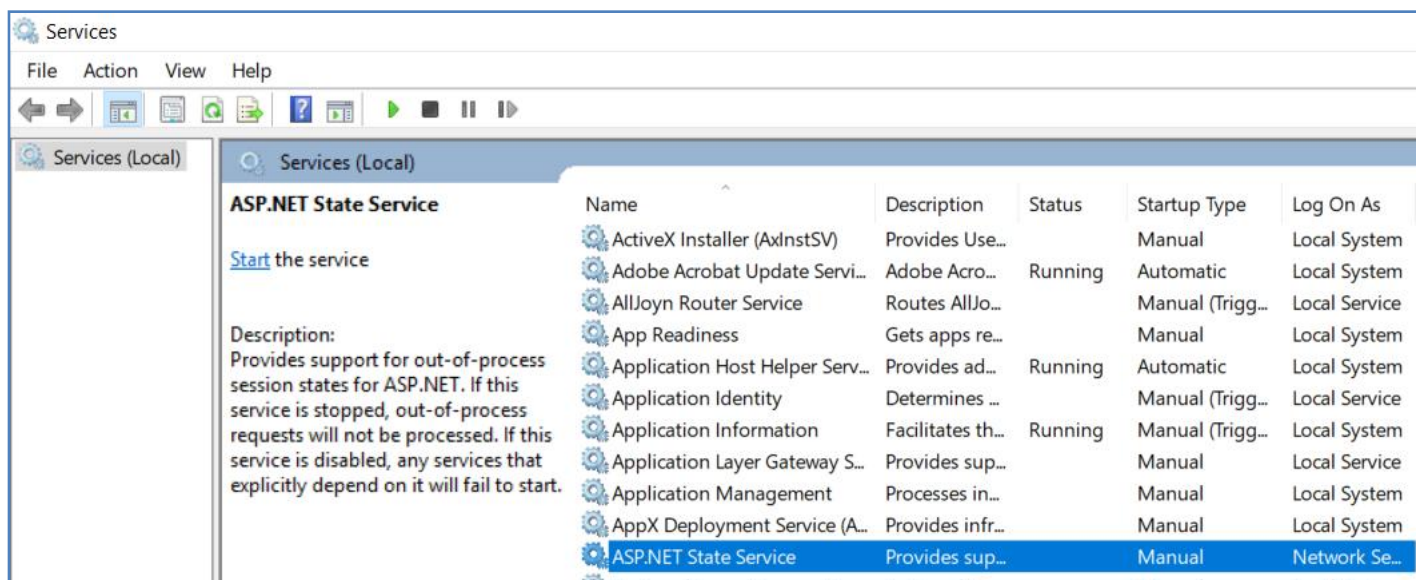 Services
File Action View Help
Services (Local)
Services (Local)
ASP.NET State Service
Start the service
Description:
Provides support for out-of-process
session states for ASP.NET. If this
service is stopped, out-of-process
requests will not be processed. If this
service is disabled, any services that
explicitly depend on it will fail to start.
Name Description Status Startup Type Log On As
ActiveX Installer (AxInstSV) Provides Use... Manual Local System
Adobe Acrobat Update Servi... Adobe Acro... Running Automatic Local System
AllJoyn Router Service Routes AllJo... Manual (Trigg... Local Service
App Readiness Gets apps re... Manual Local System
Application Host Helper Serv... Provides ad... Running Automatic Local System
Application Identity Determines ... Manual (Trigg... Local Service
Application Information Facilitates th... Running Manual (Trigg... Local System
Application Layer Gateway S... Provides sup... Manual Local Service
Application Management Processes in... Manual Local System
AppX Deployment Service (A... Provides infr... Manual Local System
ASP.NET State Service Provides sup... Manual Network Se...